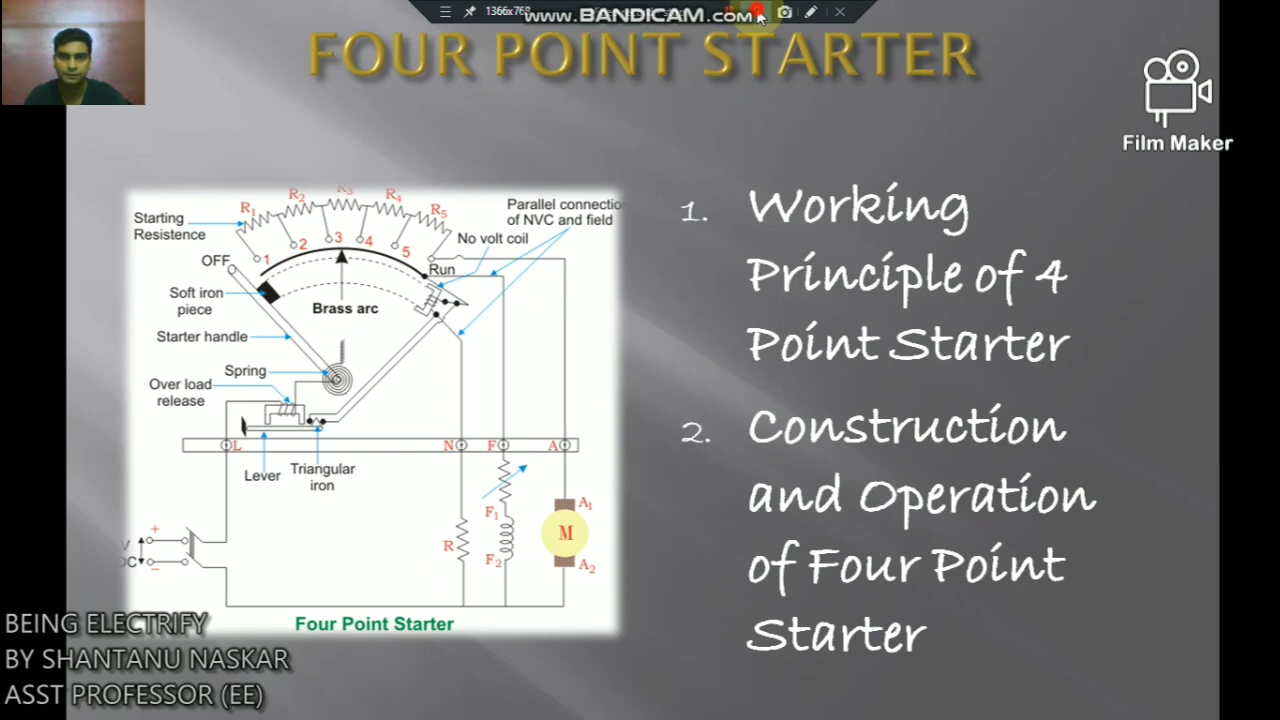 1366x768
www.BANDICAM.com
FOUR POINT STARTER
Film Maker
1. Working
Principle of 4
Point Starter
2. Construction
and Operation
of Four Point
Starter
R1
R2
R3
R4
R5
Starting
Resistence
Parallel connection
of NVC and field
No volt coil
1
2
3
4
5
OFF
Run
Soft iron
piece
Brass arc
Starter handle
Spring
Over load
release
L
N
F
A
Lever
Triangular
iron
+
V
DC
−
R
F1
F2
A1
M
A2
Four Point Starter
BEING ELECTRIFY
BY SHANTANU NASKAR
ASST PROFESSOR (EE)